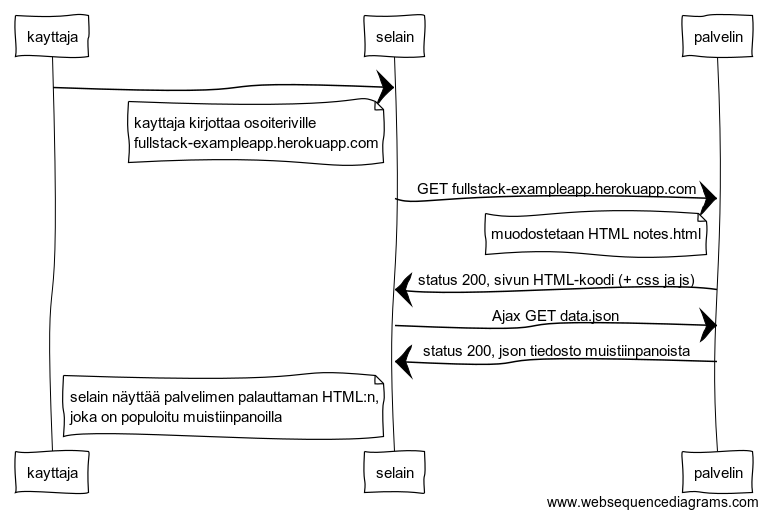 kayttaja
selain
palvelin
kayttaja kirjottaa osoiteriville
fullstack-exampleapp.herokuapp.com
GET fullstack-exampleapp.herokuapp.com
muodostetaan HTML notes.html
status 200, sivun HTML-koodi (+ css ja js)
Ajax GET data.json
status 200, json tiedosto muistiinpanoista
selain näyttää palvelimen palauttaman HTML:n,
joka on populoitu muistiinpanoilla
kayttaja
selain
palvelin
www.websequencediagrams.com